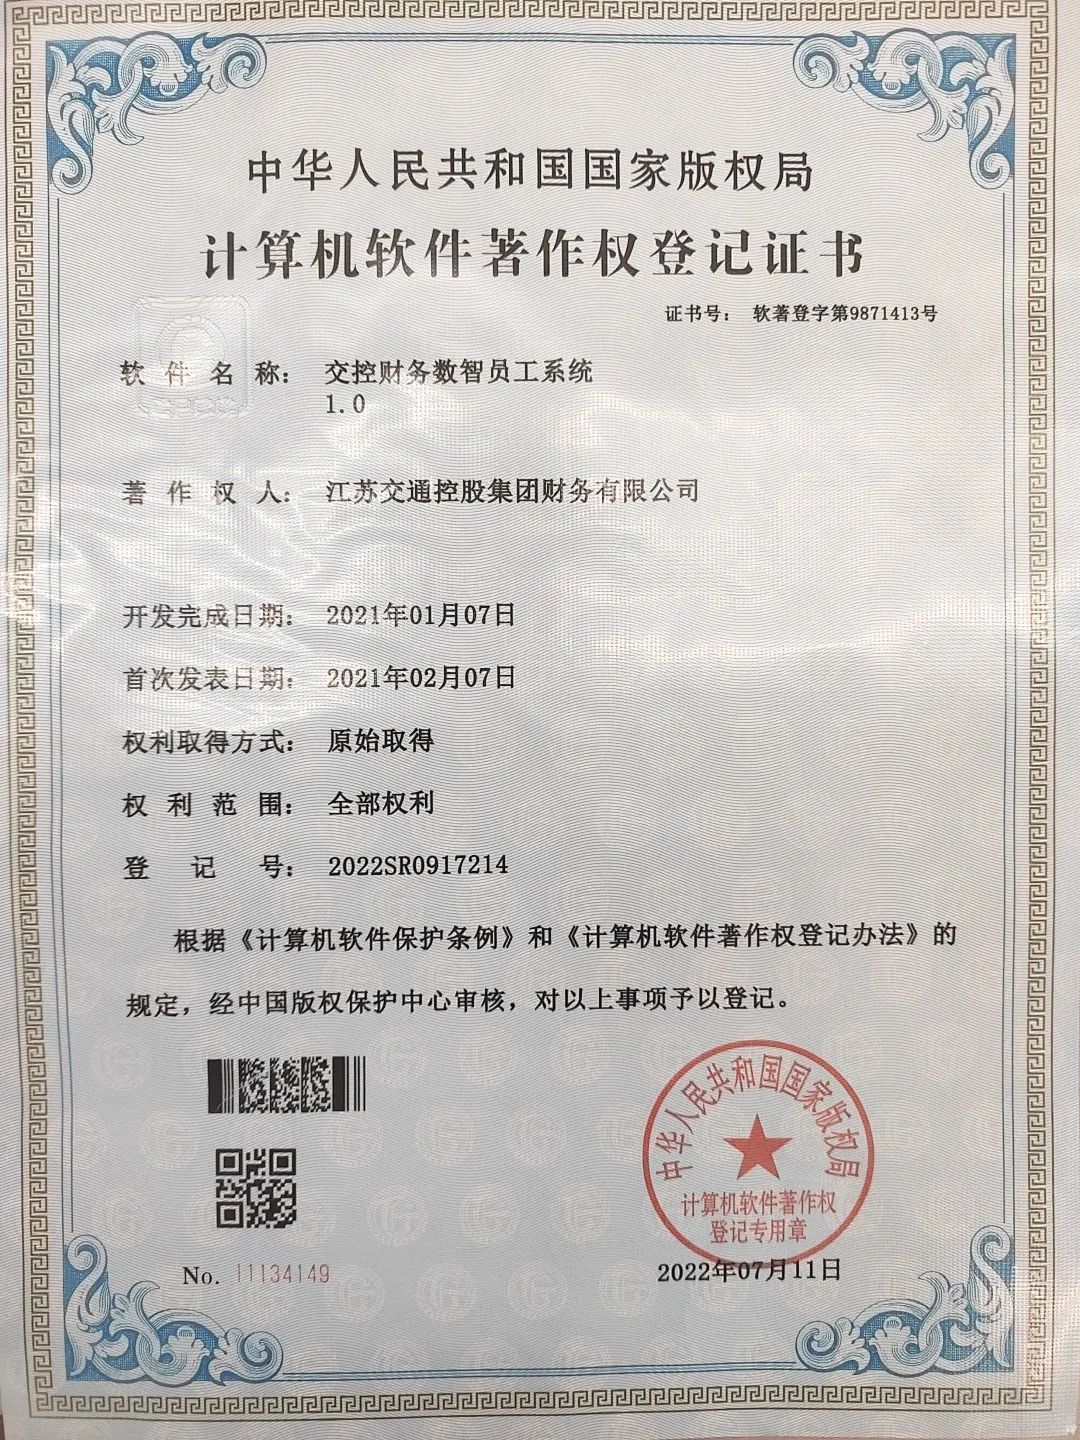 中华人民共和国国家版权局
计算机软件著作权登记证书
证书号： 软著登字第9871413号
软件名称： 交控财务数智员工系统
1.0
著作权人： 江苏交通控股集团财务有限公司
开发完成日期： 2021年01月07日
首次发表日期： 2021年02月07日
权利取得方式： 原始取得
权利范围： 全部权利
登记号： 2022SR0917214
根据《计算机软件保护条例》和《计算机软件著作权登记办法》的
规定，经中国版权保护中心审核，对以上事项予以登记。
中华人民共和国国家版权局
计算机软件著作权
登记专用章
No. 11134149
2022年07月11日